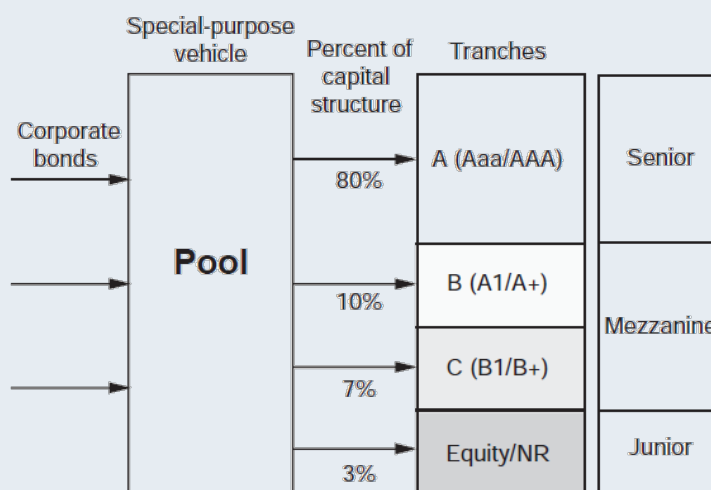 Special-purpose
vehicle
Percent of
capital
structure
Tranches
Corporate
bonds
Pool
80%
A (Aaa/AAA)
Senior
10%
B (A1/A+)
Mezzanine
7%
C (B1/B+)
3%
Equity/NR
Junior